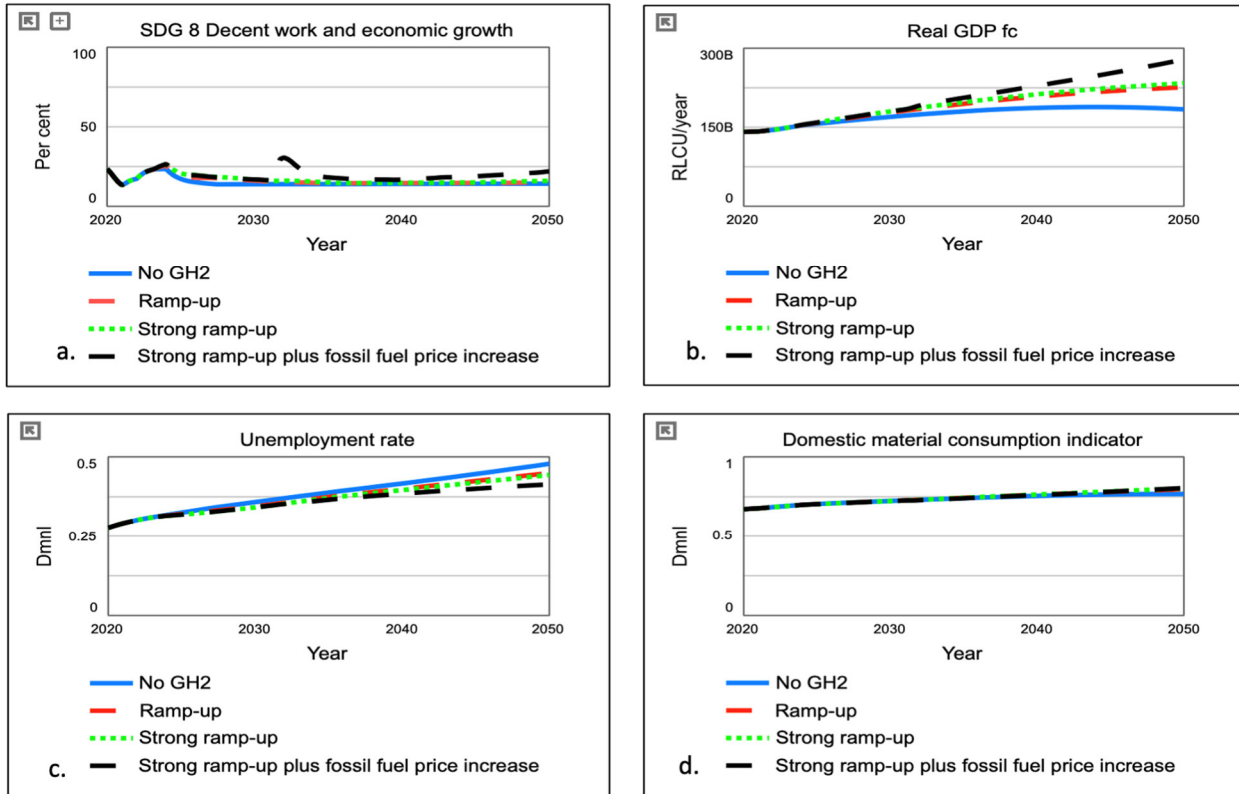 SDG 8 Decent work and economic growth
100
50
0
Per cent
2020 2030 2040 2050
Year
No GH2
Ramp-up
Strong ramp-up
Strong ramp-up plus fossil fuel price increase
a.
Real GDP fc
300B
150B
0
RLCU/year
2020 2030 2040 2050
Year
No GH2
Ramp-up
Strong ramp-up
Strong ramp-up plus fossil fuel price increase
b.
Unemployment rate
0.5
0.25
0
Dmnl
2020 2030 2040 2050
Year
No GH2
Ramp-up
Strong ramp-up
Strong ramp-up plus fossil fuel price increase
c.
Domestic material consumption indicator
1
0.5
0
Dmnl
2020 2030 2040 2050
Year
No GH2
Ramp-up
Strong ramp-up
Strong ramp-up plus fossil fuel price increase
d.